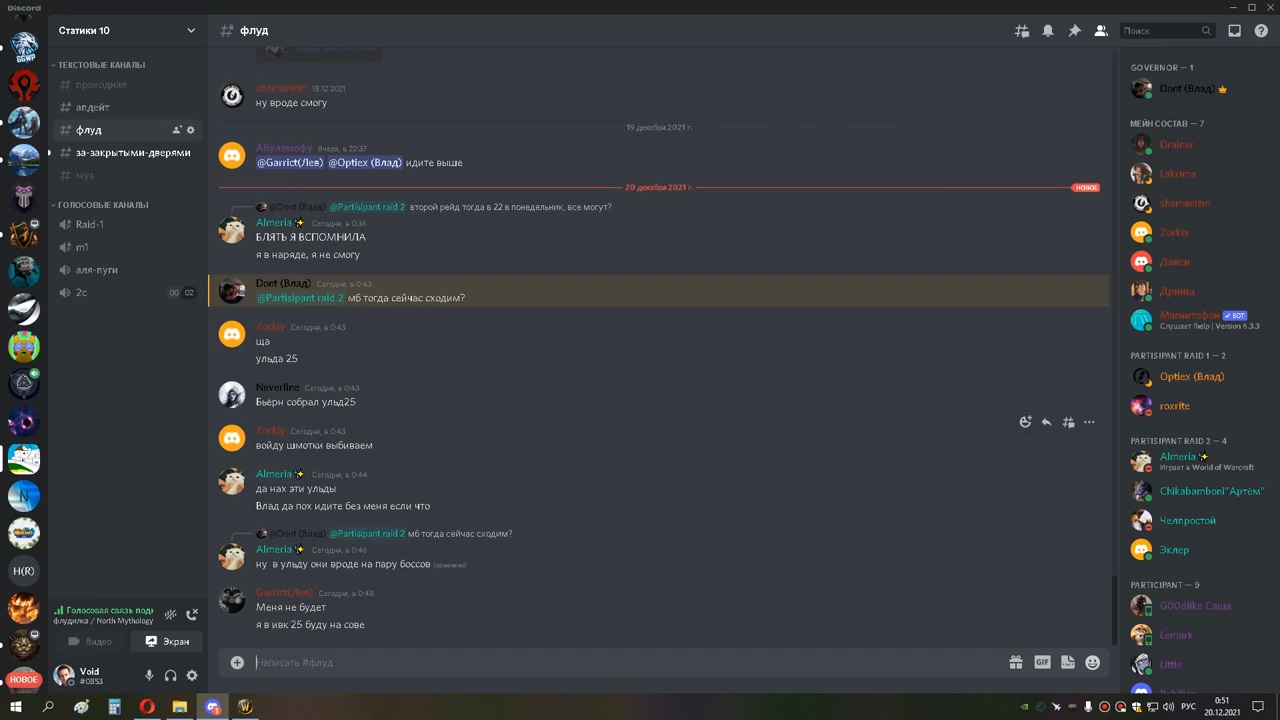 Discord
Статики 10
ТЕКСТОВЫЕ КАНАЛЫ
проходная
апдейт
флуд
за-закрытыми-дверями
муз
ГОЛОСОВЫЕ КАНАЛЫ
Raid-1
m1
аля-пуги
2с
00 02
GGWP
H(R)
НОВОЕ
Голосовая связь подк
флудилка / North Mythology
Видео
Экран
Void
#0853
флуд
Поиск
shamanizm 18.12.2021
ну вроде смогу
19 декабря 2021 г.
Абуламофу Вчера, в 22:37
@Garrict(Лев) @Optiex (Влад) идите выше
20 декабря 2021 г.
НОВОЕ
@Dont (Влад) @Partisipant raid 2 второй рейд тогда в 22 в понедельник, все могут?
Almeria✨ Сегодня, в 0:36
БЛЯТЬ Я ВСПОМНИЛА
я в наряде, я не смогу
Dont (Влад) Сегодня, в 0:43
@Partisipant raid 2 мб тогда сейчас сходим?
Zorkiy Сегодня, в 0:43
ща
ульда 25
Neverline Сегодня, в 0:43
Бьёрн собрал ульд25
Zorkiy Сегодня, в 0:43
войду шмотки выбиваем
Almeria✨ Сегодня, в 0:44
да нах эти ульды
Влад да пох идите без меня если что
@Dont (Влад) @Partisipant raid 2 мб тогда сейчас сходим?
Almeria✨ Сегодня, в 0:46
ну в ульду они вроде на пару боссов (изменено)
Garrict(Лев) Сегодня, в 0:48
Меня не будет
я в ивк 25 буду на сове
Написать #флуд
GIF
GOVERNOR — 1
Dont (Влад)
МЕЙН СОСТАВ — 7
Drainer
Lakrima
shamanizm
Zorkiy
Дайси
Дриищ
Магнитофон ✓ БОТ
Слушает !help | Version 6.3.3
PARTISIPANT RAID 1 — 2
Optiex (Влад)
roxrite
PARTISIPANT RAID 2 — 4
Almeria✨
Играет в World of Warcraft
Chikabamboni"Артём"
Челпростой
Эклер
PARTICIPANT — 9
G00dlike Саша
Lemark
Little
РУС
0:51
20.12.2021